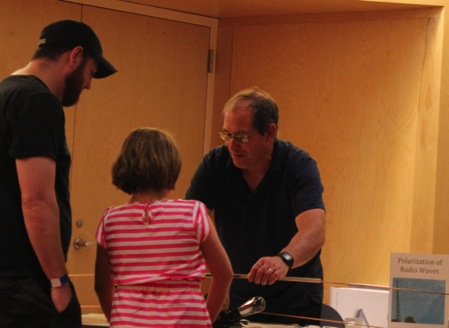 Polarization of
Radio Waves